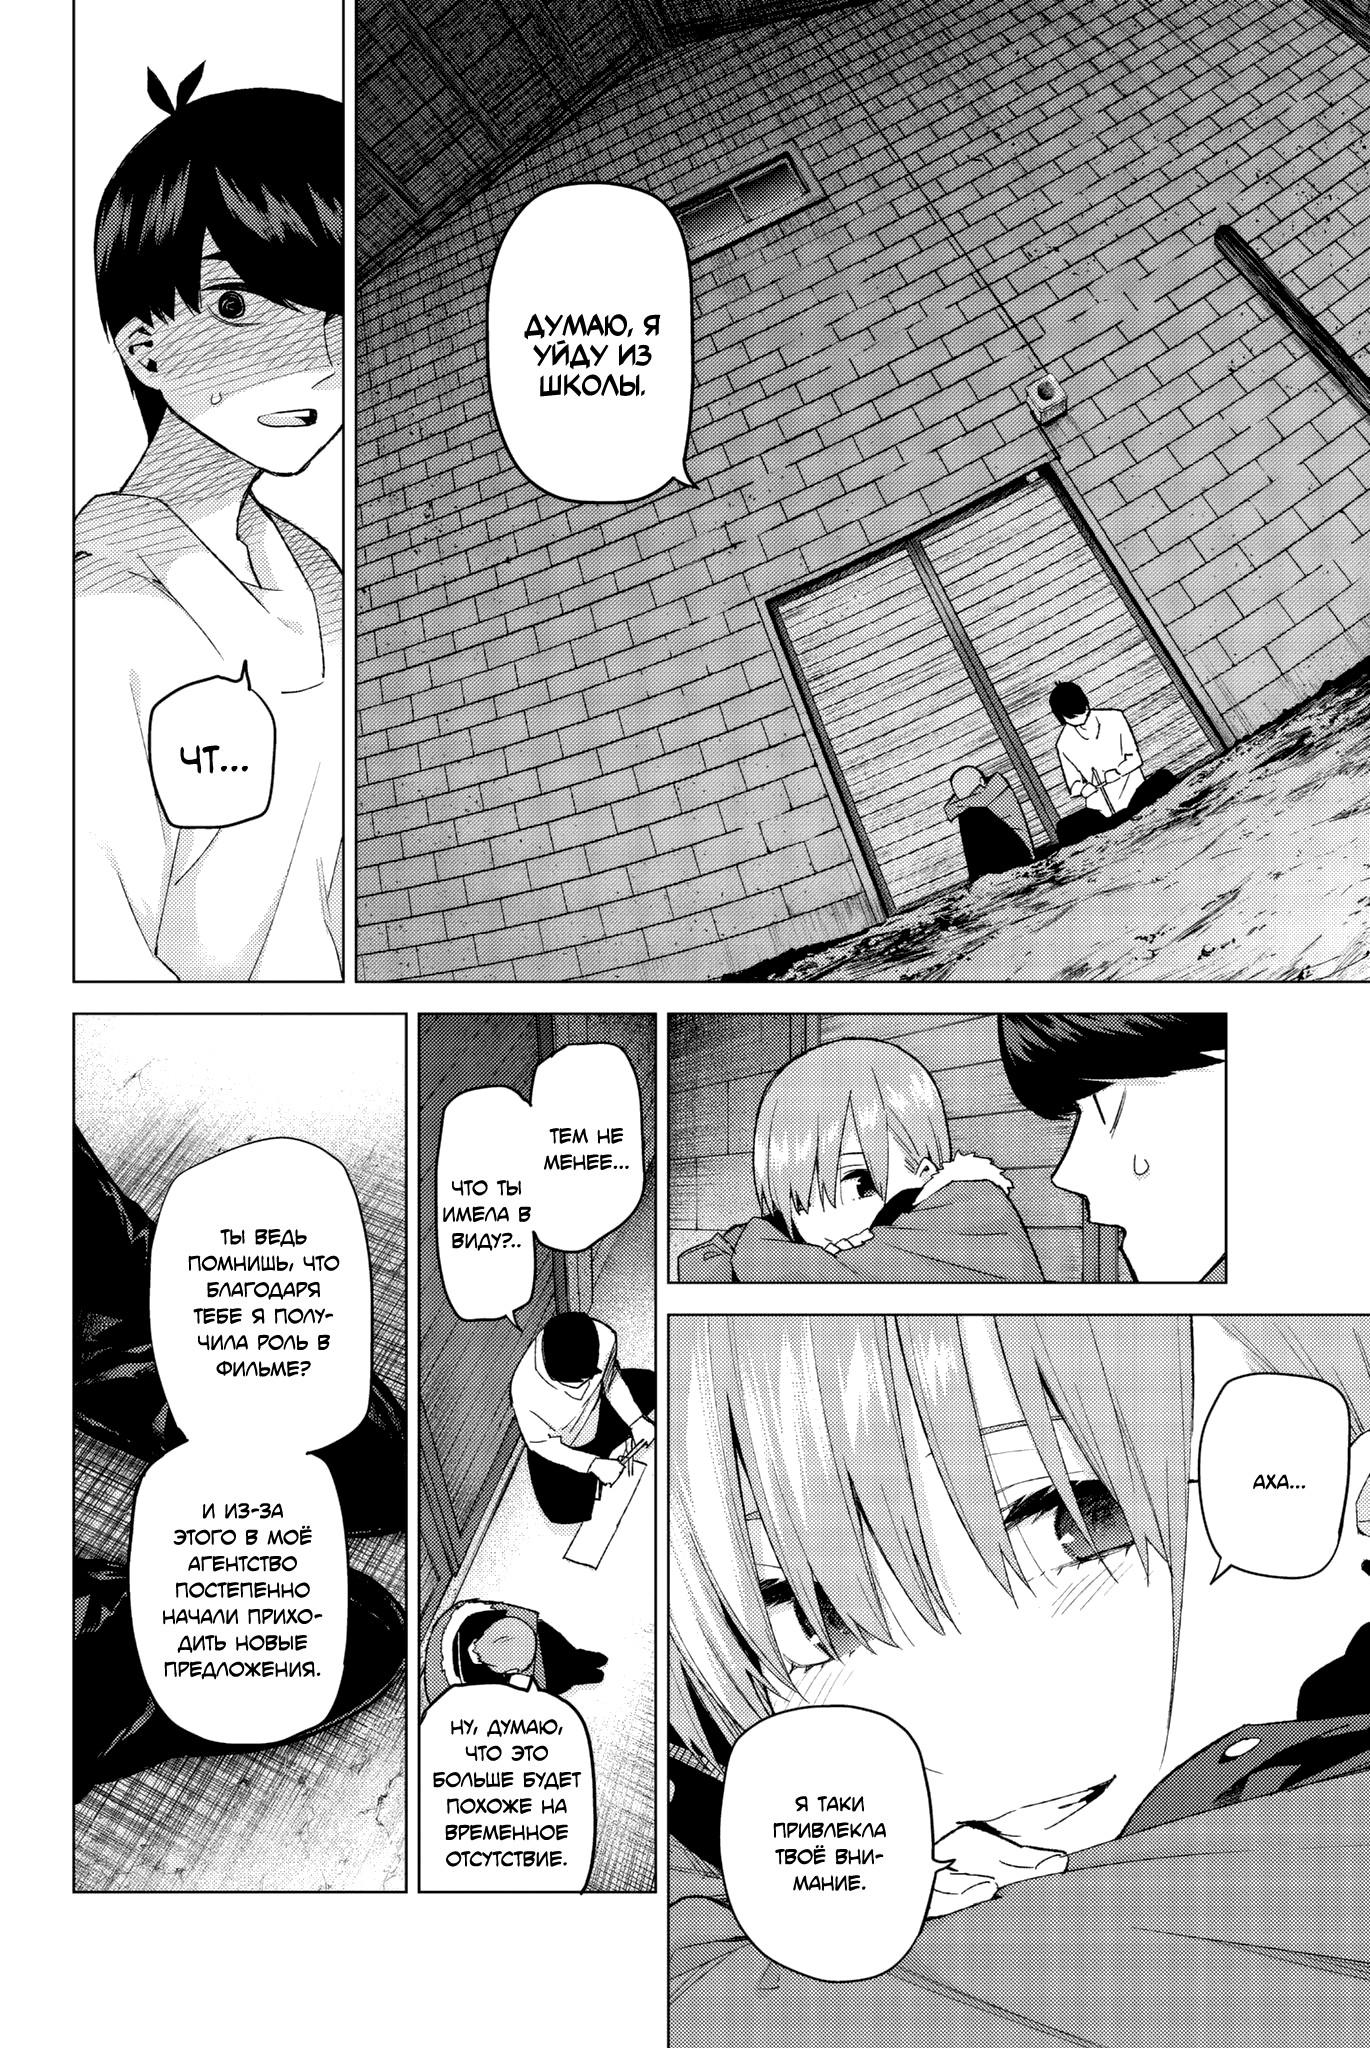 ДУМАЮ, Я
УЙДУ ИЗ
ШКОЛЫ.
ЧТ...
АХА...
Я ТАКИ
ПРИВЛЕКЛА
ТВОЁ ВНИ-
МАНИЕ.
ТЕМ НЕ
МЕНЕЕ...
ЧТО ТЫ
ИМЕЛА В
ВИДУ?..
НУ, ДУМАЮ,
ЧТО ЭТО
БОЛЬШЕ БУДЕТ
ПОХОЖЕ НА
ВРЕМЕННОЕ
ОТСУТСТВИЕ.
ТЫ ВЕДЬ
ПОМНИШЬ, ЧТО
БЛАГОДАРЯ
ТЕБЕ Я ПОЛУ-
ЧИЛА РОЛЬ В
ФИЛЬМЕ?
И ИЗ-ЗА
ЭТОГО В МОЁ
АГЕНТСТВО
ПОСТЕПЕННО
НАЧАЛИ ПРИХО-
ДИТЬ НОВЫЕ
ПРЕДЛОЖЕНИЯ.